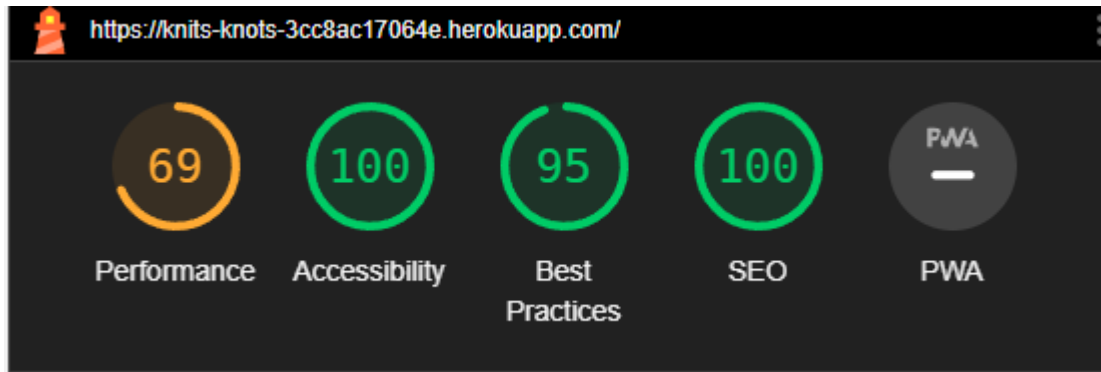 https://knits-knots-3cc8ac17064e.herokuapp.com/
69
100
95
100
PWA
Performance
Accessibility
Best
Practices
SEO
PWA